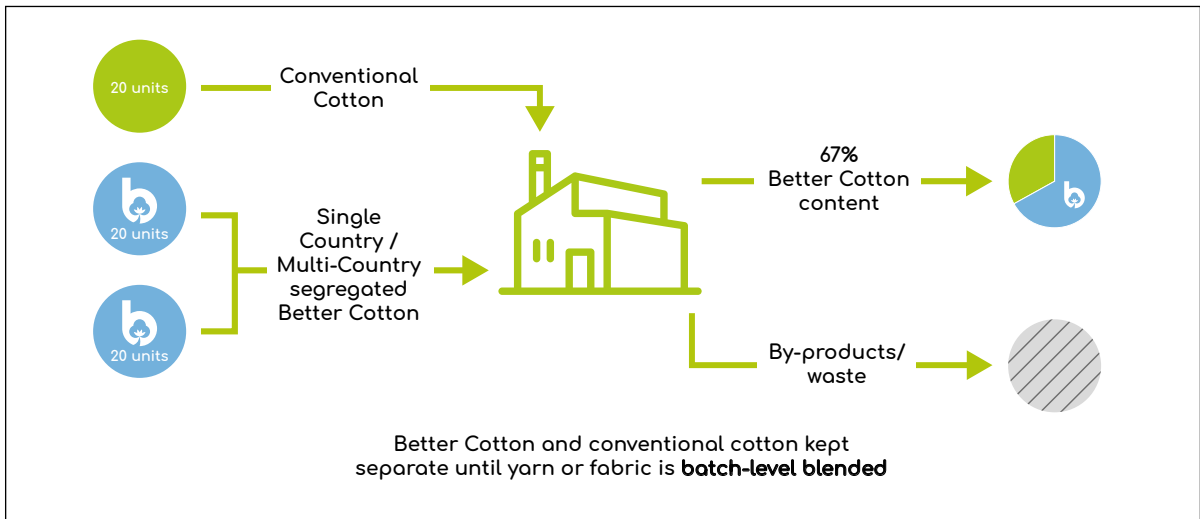 20 units
Conventional
Cotton
20 units
20 units
Single
Country /
Multi-Country
segregated
Better Cotton
67%
Better Cotton
content
By-products/
waste
Better Cotton and conventional cotton kept
separate until yarn or fabric is batch-level blended